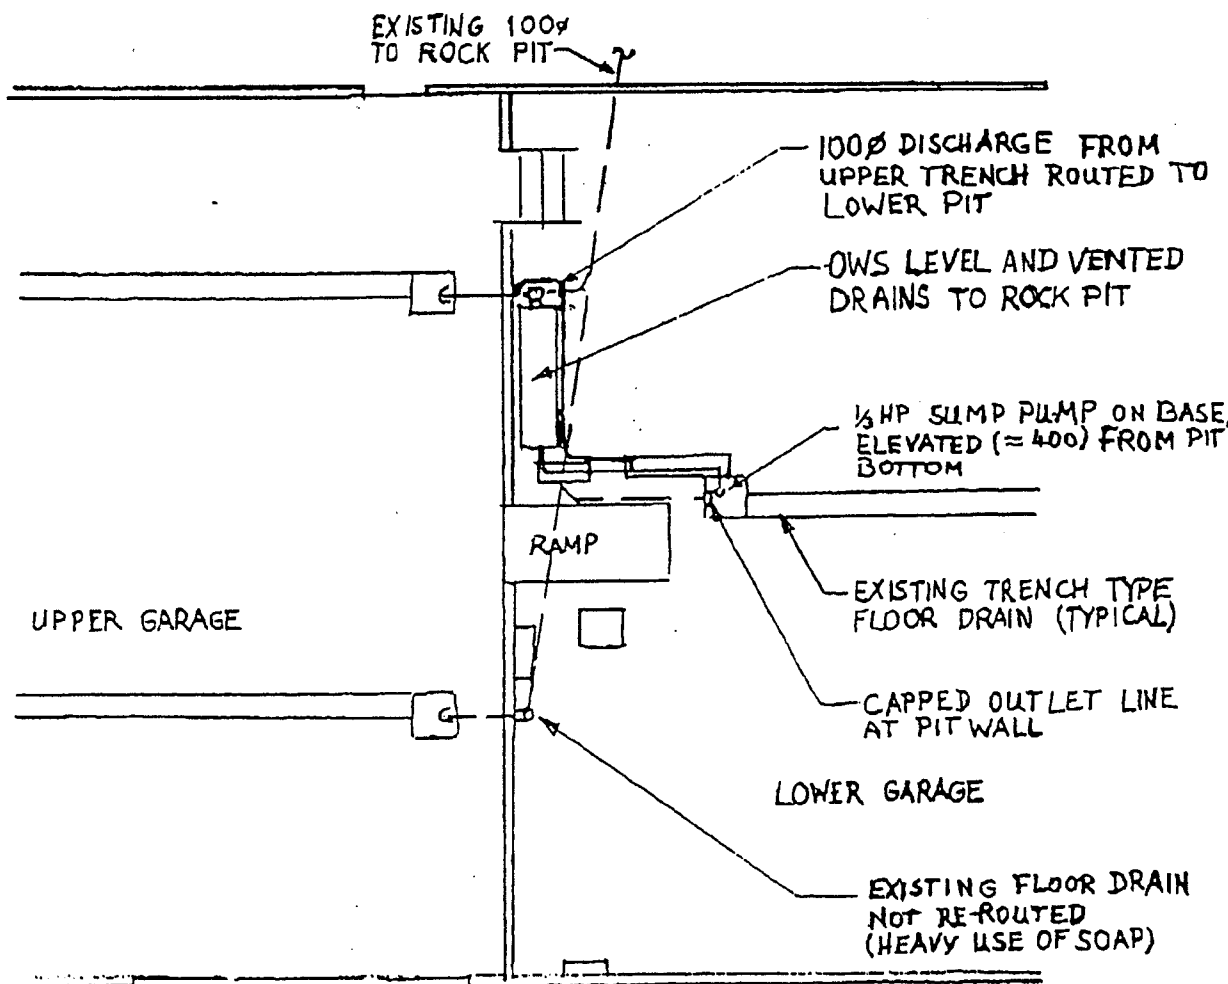 EXISTING 100ø
TO ROCK PIT
100Ø DISCHARGE FROM
UPPER TRENCH ROUTED TO
LOWER PIT
OWS LEVEL AND VENTED
DRAINS TO ROCK PIT
⅓ HP SUMP PUMP ON BASE,
ELEVATED (≈ 400) FROM PIT
BOTTOM
RAMP
EXISTING TRENCH TYPE
FLOOR DRAIN (TYPICAL)
UPPER GARAGE
CAPPED OUTLET LINE
AT PIT WALL
LOWER GARAGE
EXISTING FLOOR DRAIN
NOT RE-ROUTED
(HEAVY USE OF SOAP)